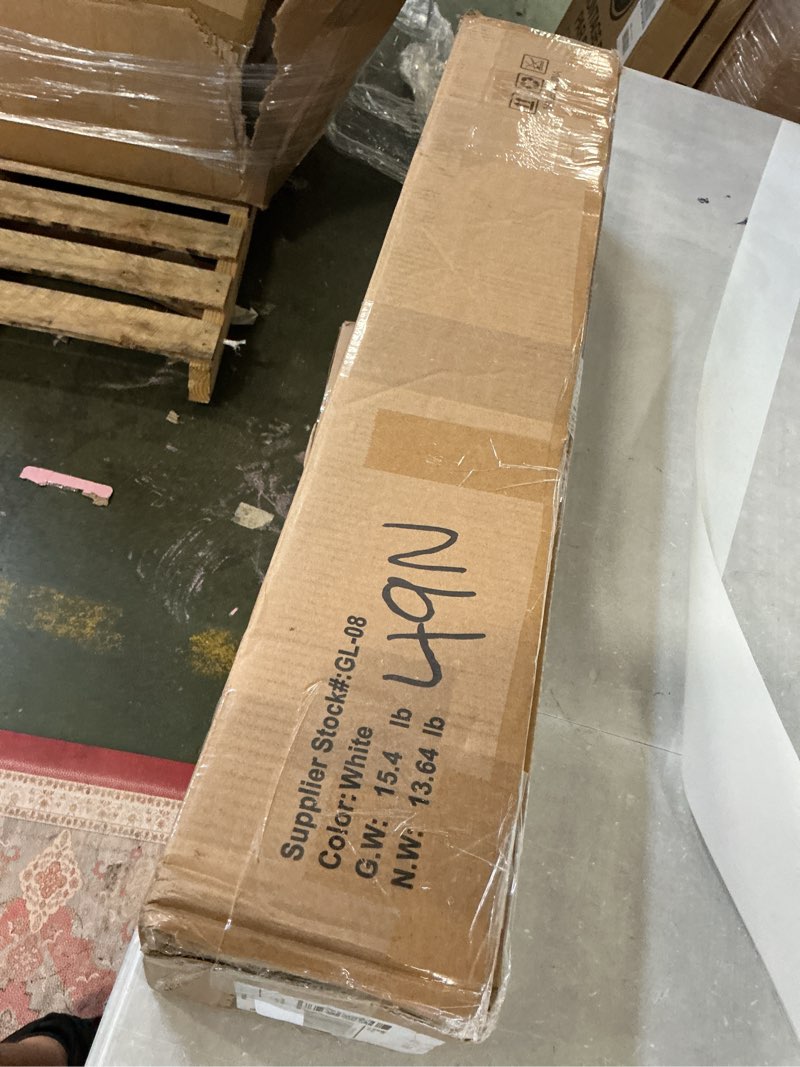 Supplier Stock#:GL-08
Color: White
G.W: 15.4 lb
N.W: 13.64 lb
49N